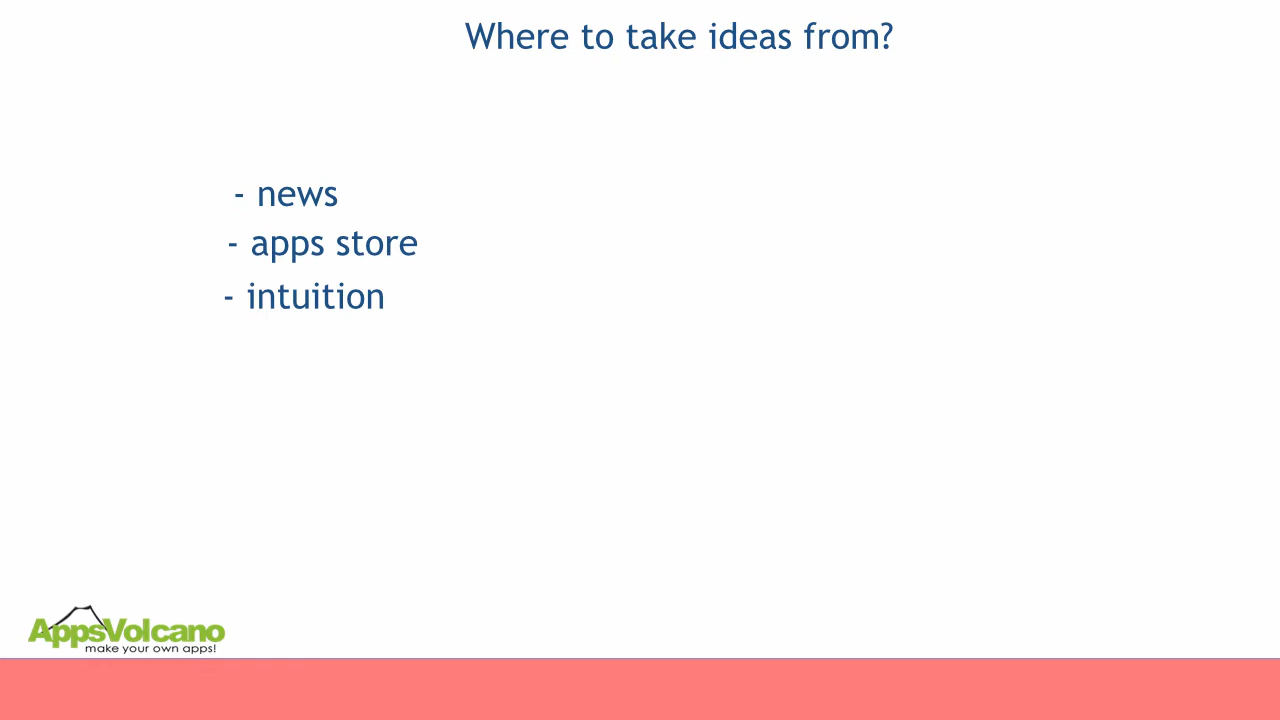 Where to take ideas from?
- news
- apps store
- intuition
AppsVolcano
make your own apps!